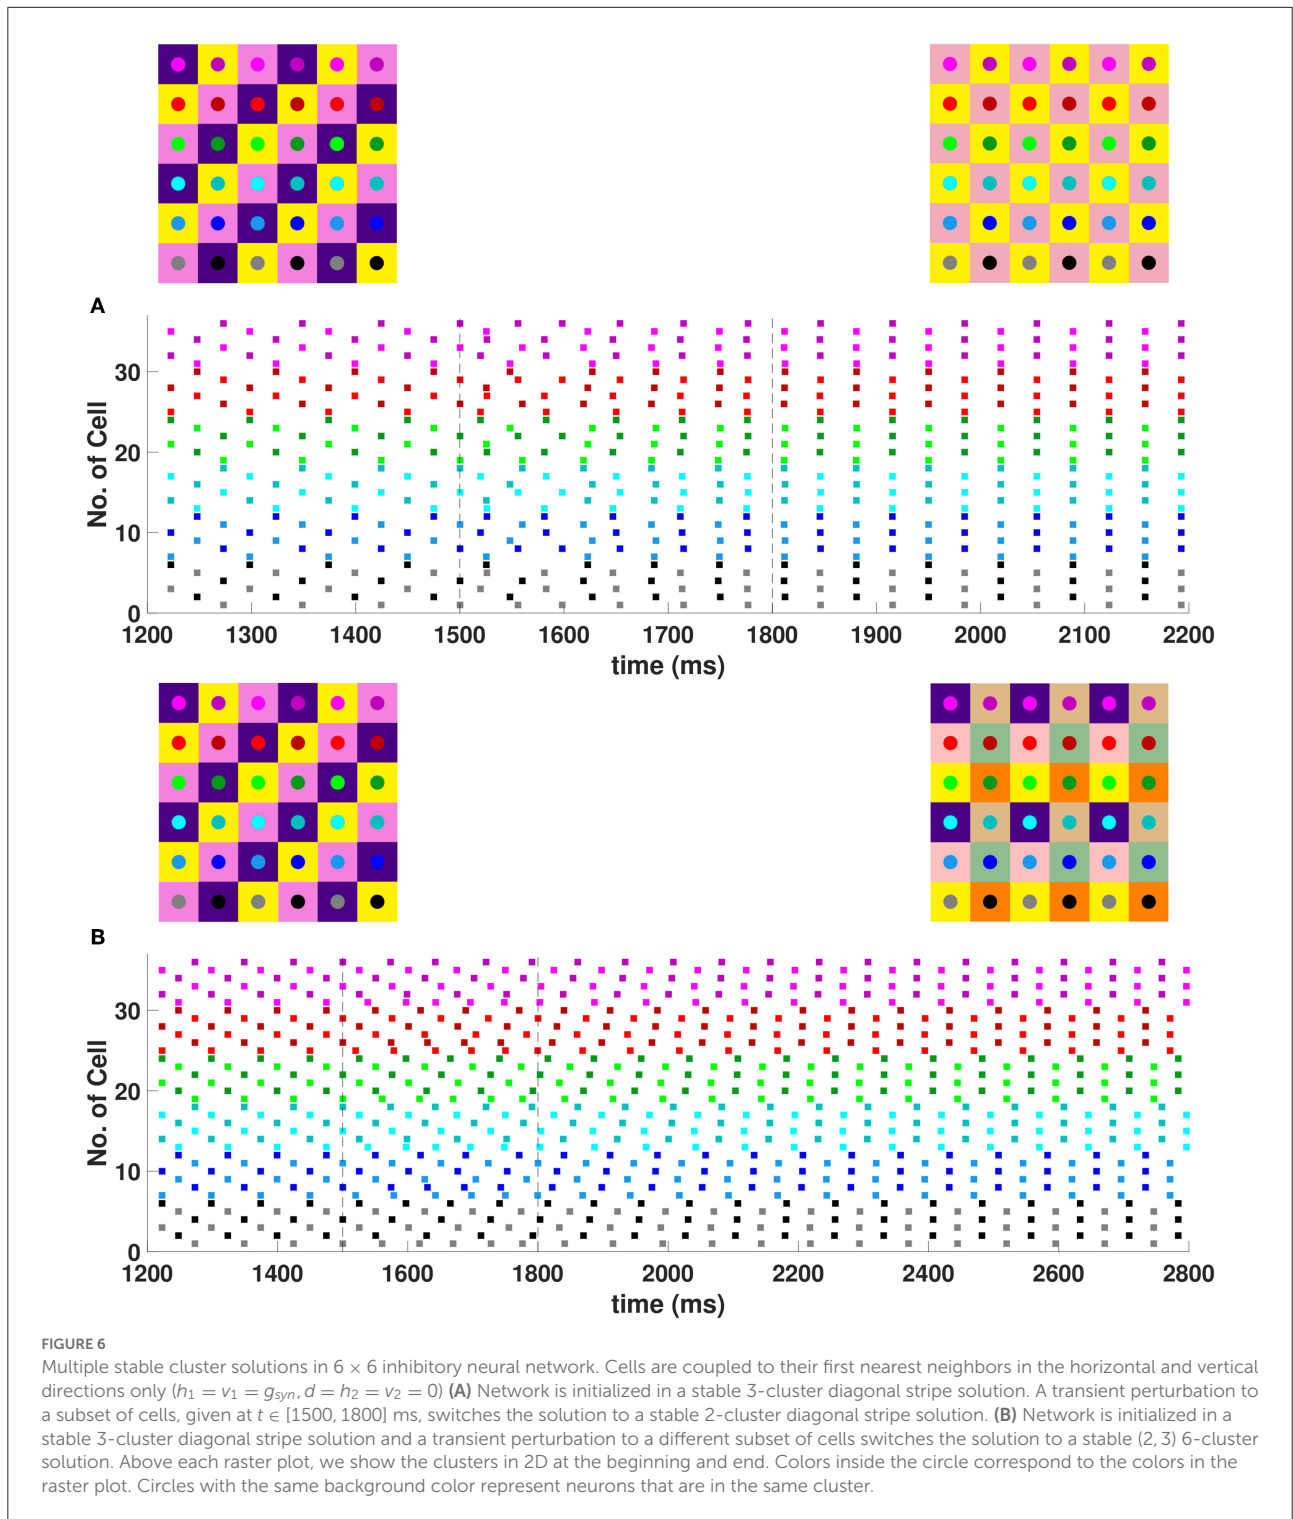 A
No. of Cell
30
20
10
0
1200 1300 1400 1500 1600 1700 1800 1900 2000 2100 2200
time (ms)
B
No. of Cell
30
20
10
0
1200 1400 1600 1800 2000 2200 2400 2600 2800
time (ms)
FIGURE 6
Multiple stable cluster solutions in 6 × 6 inhibitory neural network. Cells are coupled to their first nearest neighbors in the horizontal and vertical
directions only (h₁ = v₁ = g_syn, d = h₂ = v₂ = 0) (A) Network is initialized in a stable 3-cluster diagonal stripe solution. A transient perturbation to
a subset of cells, given at t ∈ [1500, 1800] ms, switches the solution to a stable 2-cluster diagonal stripe solution. (B) Network is initialized in a
stable 3-cluster diagonal stripe solution and a transient perturbation to a different subset of cells switches the solution to a stable (2, 3) 6-cluster
solution. Above each raster plot, we show the clusters in 2D at the beginning and end. Colors inside the circle correspond to the colors in the
raster plot. Circles with the same background color represent neurons that are in the same cluster.